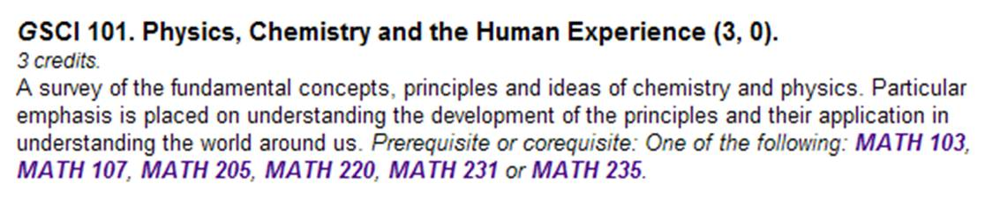 GSCI 101. Physics, Chemistry and the Human Experience (3, 0).
3 credits.
A survey of the fundamental concepts, principles and ideas of chemistry and physics. Particular
emphasis is placed on understanding the development of the principles and their application in
understanding the world around us. Prerequisite or corequisite: One of the following: MATH 103,
MATH 107, MATH 205, MATH 220, MATH 231 or MATH 235.